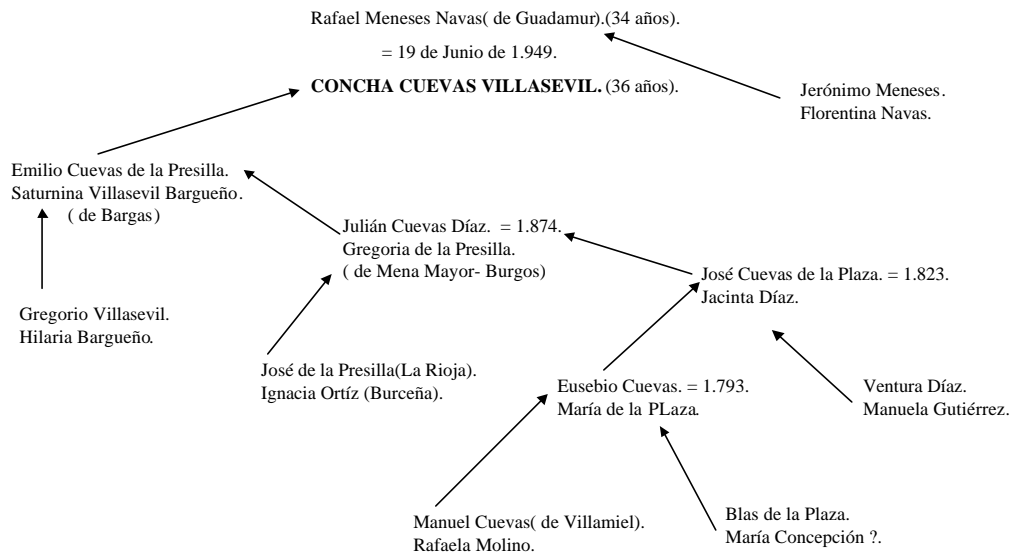 Rafael Meneses Navas( de Guadamur).(34 años).
= 19 de Junio de 1.949.
CONCHA CUEVAS VILLASEVIL. (36 años).
Jerónimo Meneses.
Florentina Navas.
Emilio Cuevas de la Presilla.
Saturnina Villasevil Bargueño.
( de Bargas)
Julián Cuevas Díaz. = 1.874.
Gregoria de la Presilla.
( de Mena Mayor- Burgos)
José Cuevas de la Plaza. = 1.823.
Jacinta Díaz.
Gregorio Villasevil.
Hilaria Bargueño.
José de la Presilla(La Rioja).
Ignacia Ortíz (Burceña).
Eusebio Cuevas. = 1.793.
María de la PLaza.
Ventura Díaz.
Manuela Gutiérrez.
Manuel Cuevas( de Villamiel).
Rafaela Molino.
Blas de la Plaza.
María Concepción ?.